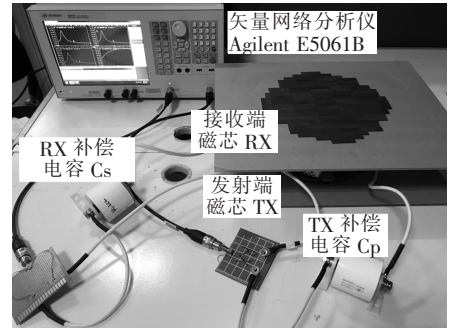 矢量网络分析仪
Agilent E5061B
接收端
磁芯 RX
RX 补偿
电容 Cs
发射端
磁芯 TX
TX 补偿
电容 Cp